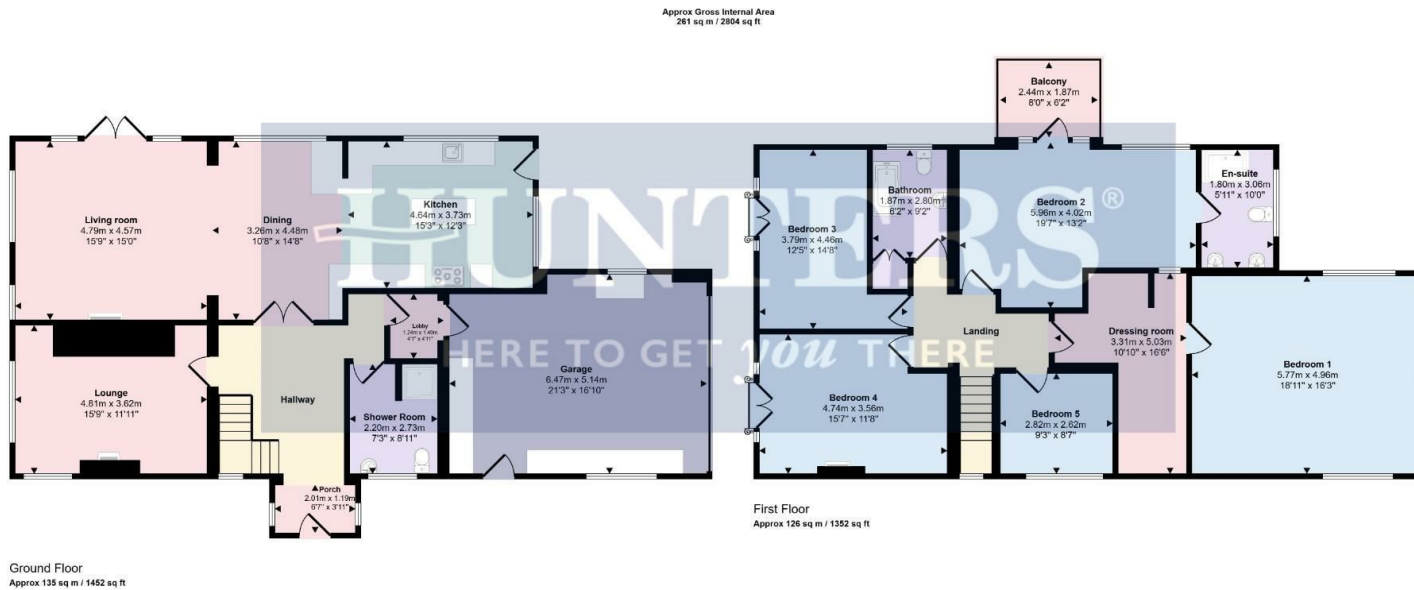 Approx Gross Internal Area
261 sq m / 2804 sq ft
Living room
4.79m x 4.57m
15'9" x 15'0"
Dining
3.26m x 4.48m
10'8" x 14'8"
Kitchen
4.64m x 3.73m
15'3" x 12'3"
Lounge
4.81m x 3.62m
15'9" x 11'11"
Hallway
Lobby
1.24m x 1.49m
4'1" x 4'11"
Shower Room
2.20m x 2.73m
7'3" x 8'11"
Garage
6.47m x 5.14m
21'3" x 16'10"
Porch
2.01m x 1.19m
6'7" x 3'11"
Ground Floor
Approx 135 sq m / 1452 sq ft
Balcony
2.44m x 1.87m
8'0" x 6'2"
Bedroom 3
3.79m x 4.46m
12'5" x 14'8"
Bathroom
1.87m x 2.80m
6'2" x 9'2"
Bedroom 2
5.96m x 4.02m
19'7" x 13'2"
En-suite
1.80m x 3.06m
5'11" x 10'0"
Landing
Dressing room
3.31m x 5.03m
10'10" x 16'6"
Bedroom 1
5.77m x 4.96m
18'11" x 16'3"
Bedroom 4
4.74m x 3.56m
15'7" x 11'8"
Bedroom 5
2.82m x 2.62m
9'3" x 8'7"
First Floor
Approx 126 sq m / 1352 sq ft
HUNTERS®
HERE TO GET you THERE